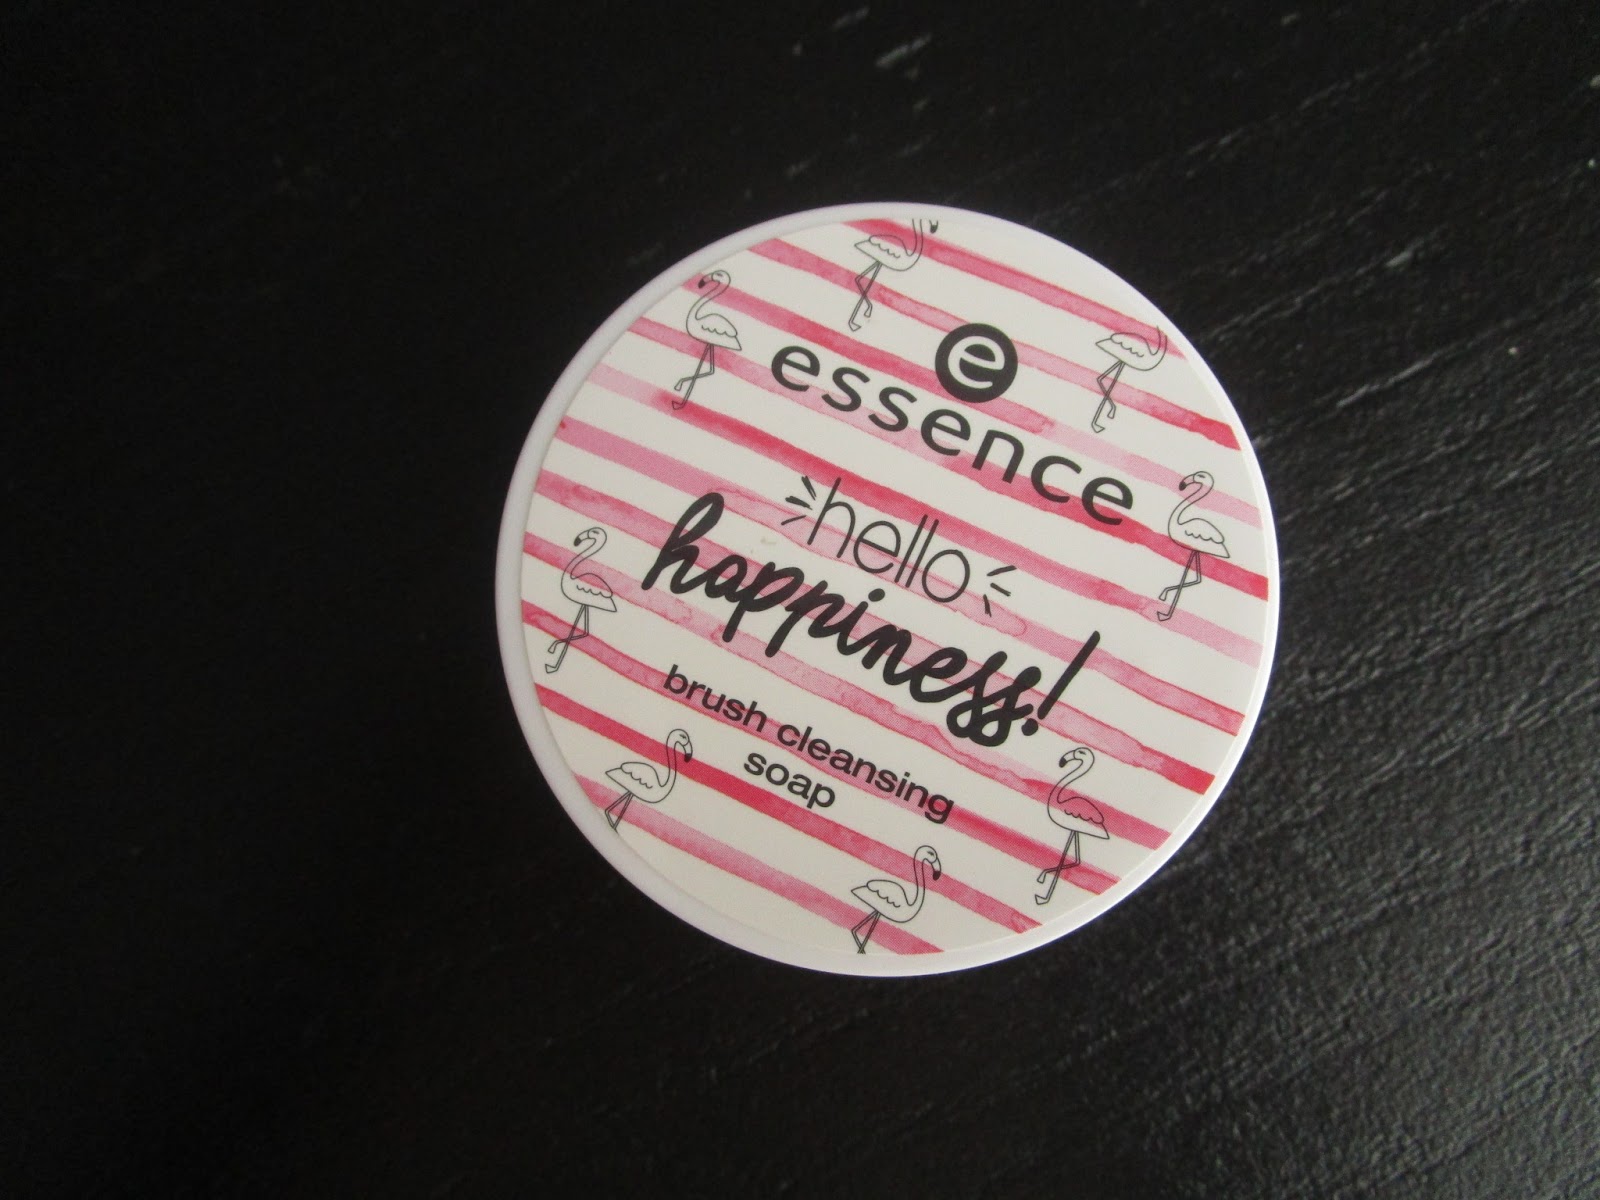 e
essence
hello
happiness!
brush cleansing
soap